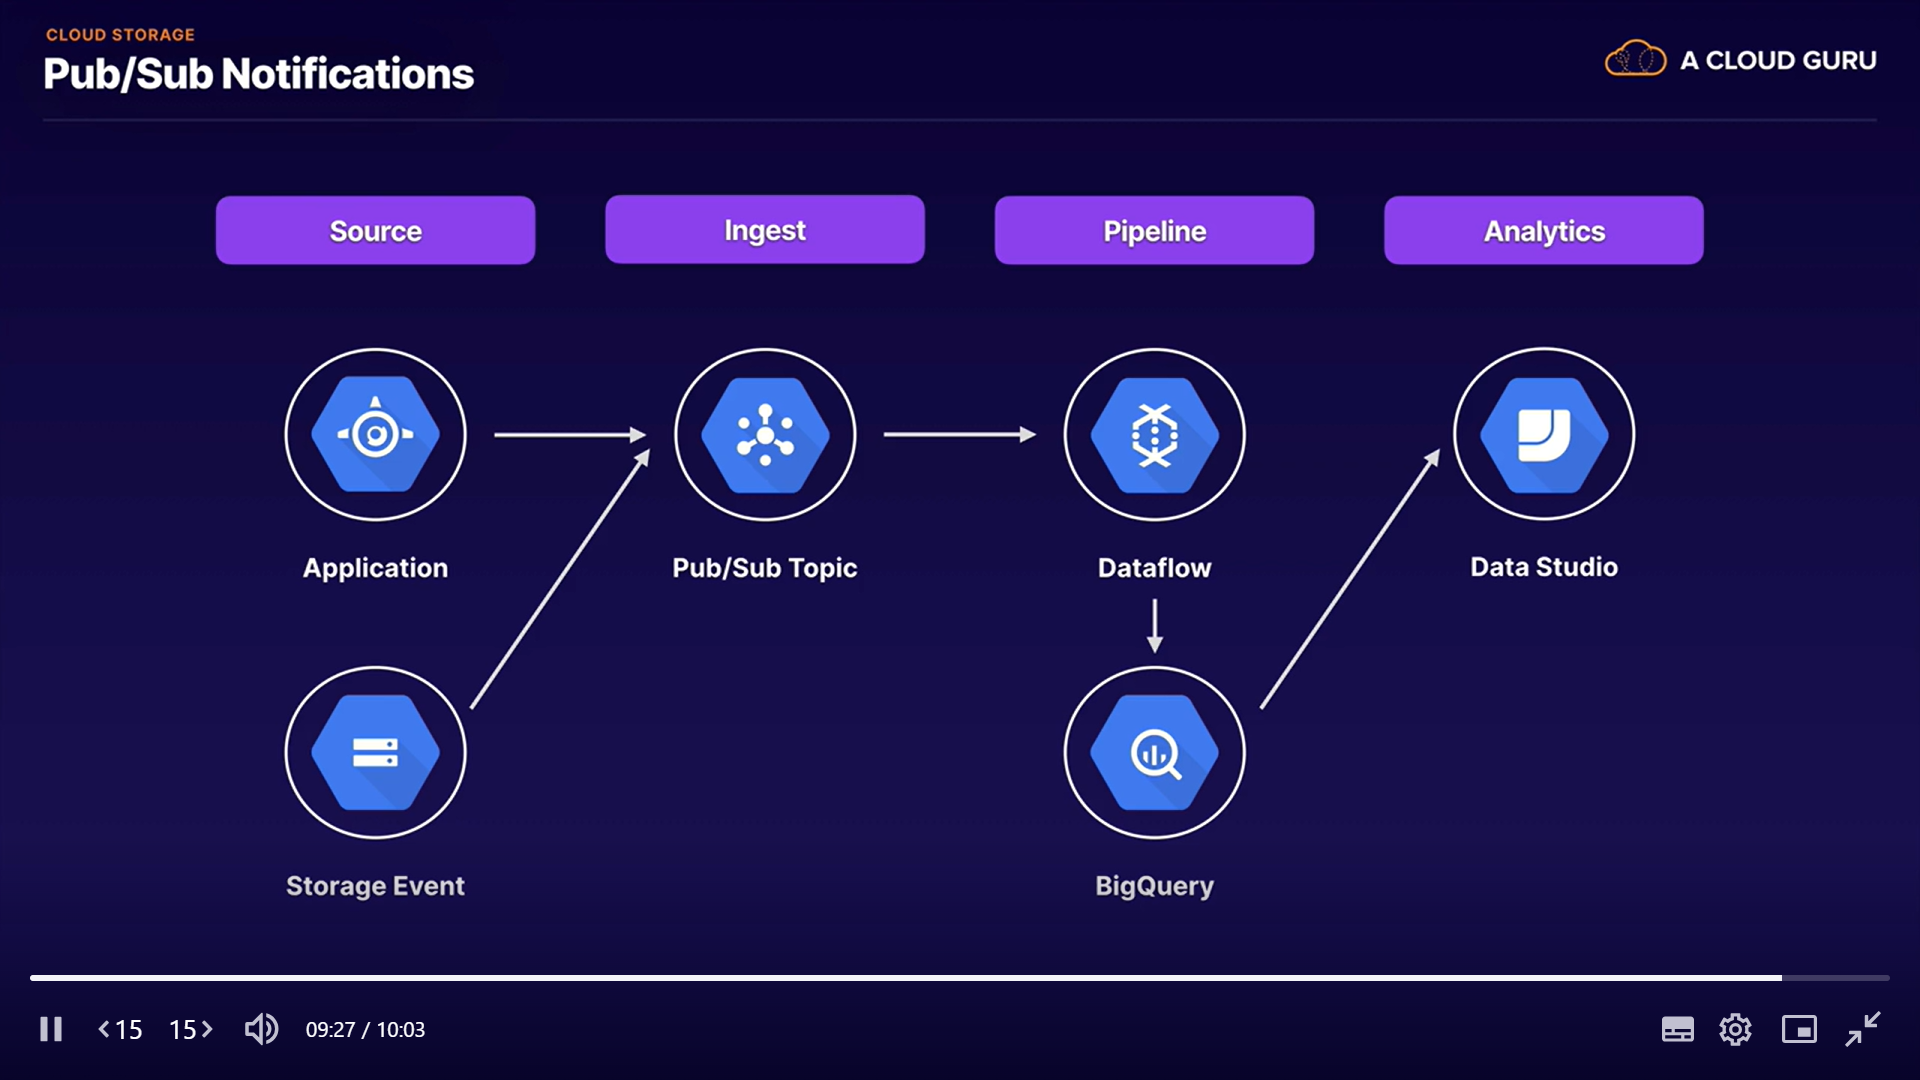 CLOUD STORAGE
Pub/Sub Notifications
A CLOUD GURU
Source
Ingest
Pipeline
Analytics
Application
Pub/Sub Topic
Dataflow
Data Studio
Storage Event
BigQuery
<15
15>
09:27 / 10:03